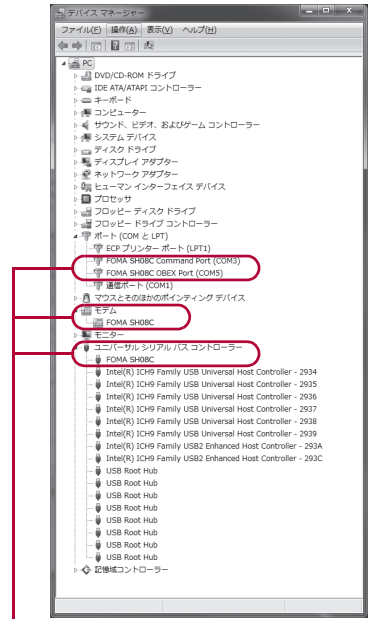 デバイス マネージャー
ファイル(F) 操作(A) 表示(V) ヘルプ(H)
PC
DVD/CD-ROM ドライブ
IDE ATA/ATAPI コントローラー
キーボード
コンピューター
サウンド、ビデオ、およびゲーム コントローラー
システム デバイス
ディスク ドライブ
ディスプレイ アダプター
ネットワーク アダプター
ヒューマン インターフェイス デバイス
プロセッサ
フロッピー ディスク ドライブ
フロッピー ドライブ コントローラー
ポート (COM と LPT)
ECP プリンター ポート (LPT1)
FOMA SH08C Command Port (COM3)
FOMA SH08C OBEX Port (COM5)
通信ポート (COM1)
マウスとそのほかのポインティング デバイス
モデム
FOMA SH08C
モニター
ユニバーサル シリアル バス コントローラー
FOMA SH08C
Intel(R) ICH9 Family USB Universal Host Controller - 2934
Intel(R) ICH9 Family USB Universal Host Controller - 2935
Intel(R) ICH9 Family USB Universal Host Controller - 2936
Intel(R) ICH9 Family USB Universal Host Controller - 2937
Intel(R) ICH9 Family USB Universal Host Controller - 2938
Intel(R) ICH9 Family USB Universal Host Controller - 2939
Intel(R) ICH9 Family USB2 Enhanced Host Controller - 293A
Intel(R) ICH9 Family USB2 Enhanced Host Controller - 293C
USB Root Hub
USB Root Hub
USB Root Hub
USB Root Hub
USB Root Hub
USB Root Hub
USB Root Hub
USB Root Hub
記憶域コントローラー